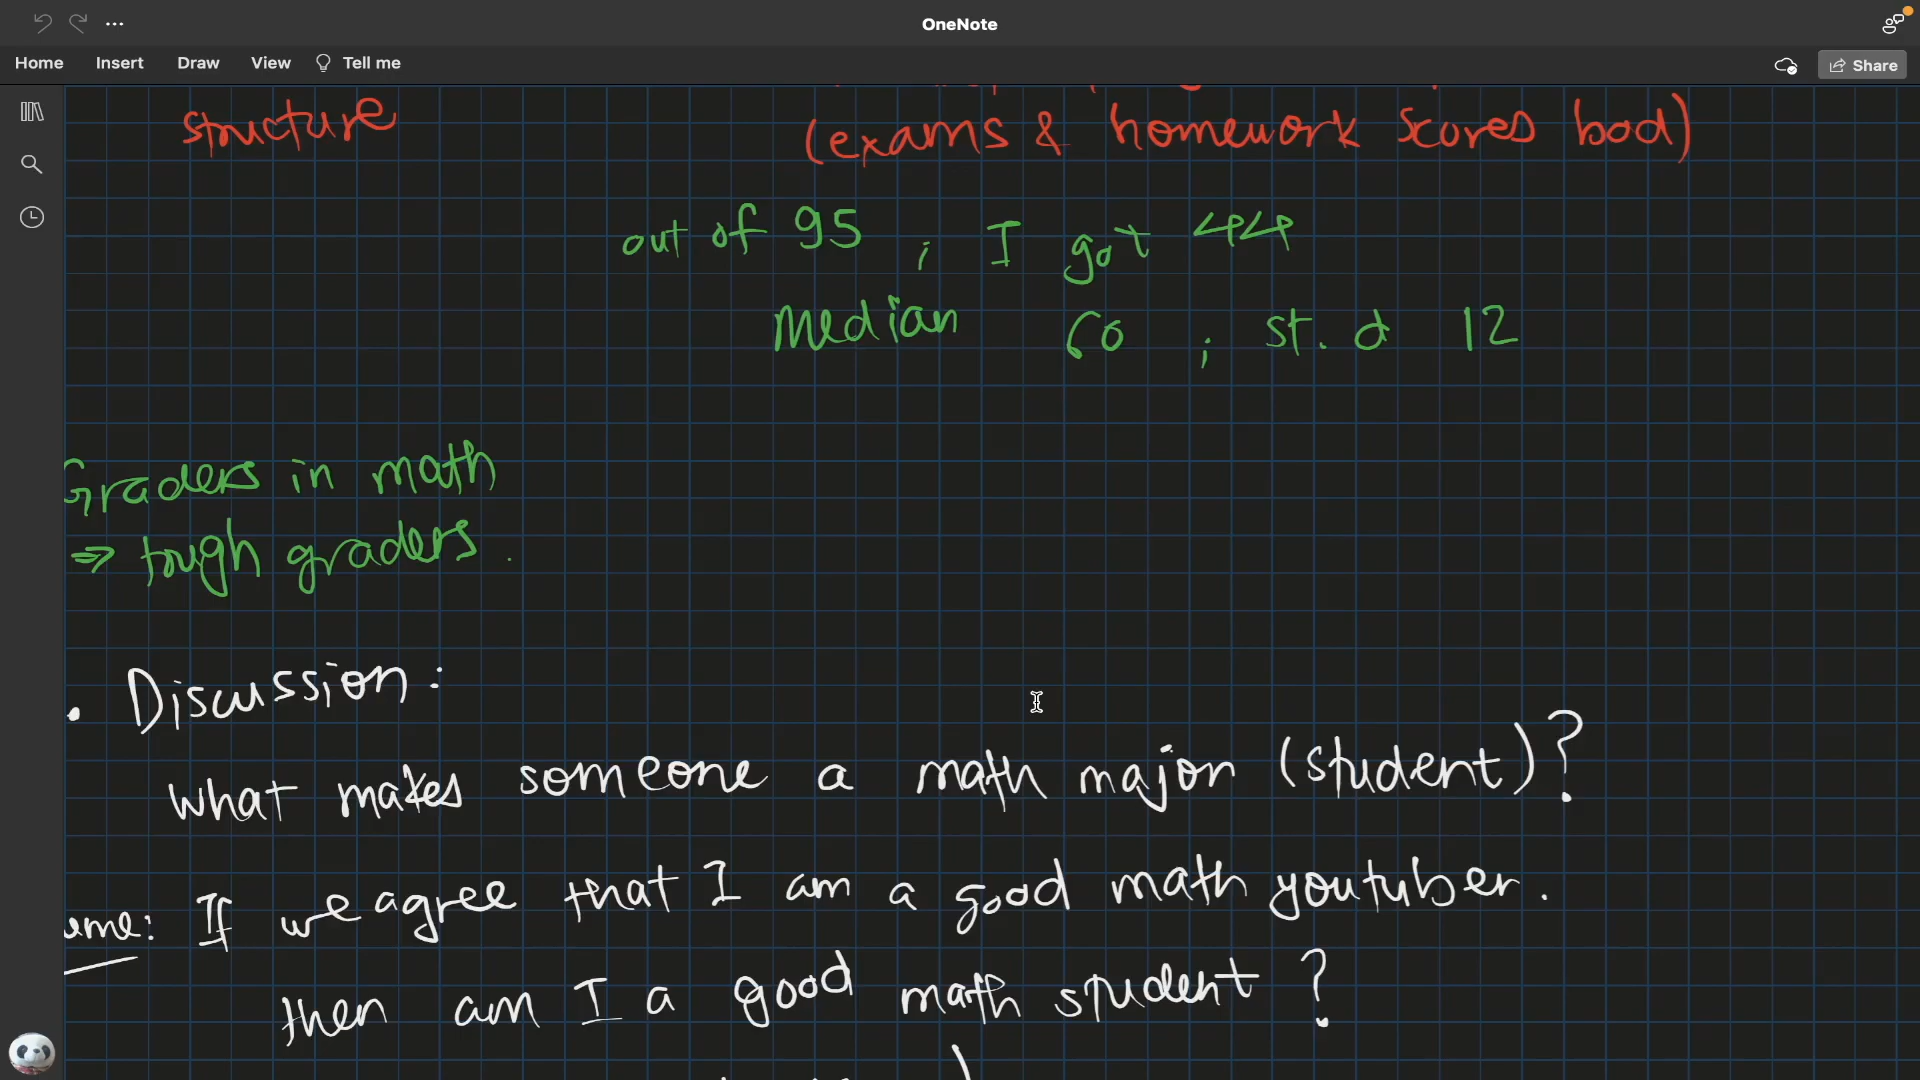 OneNote
Home Insert Draw View Tell me Share
structure
(exams & homework scores bad)
out of 95 ; I got 44
Median 60 ; st. d 12
Graders in math
⇒ tough graders.
• Discussion:
What makes someone a math major (student)?
If we agree that I am a good math youtuber.
then am I a good math student?